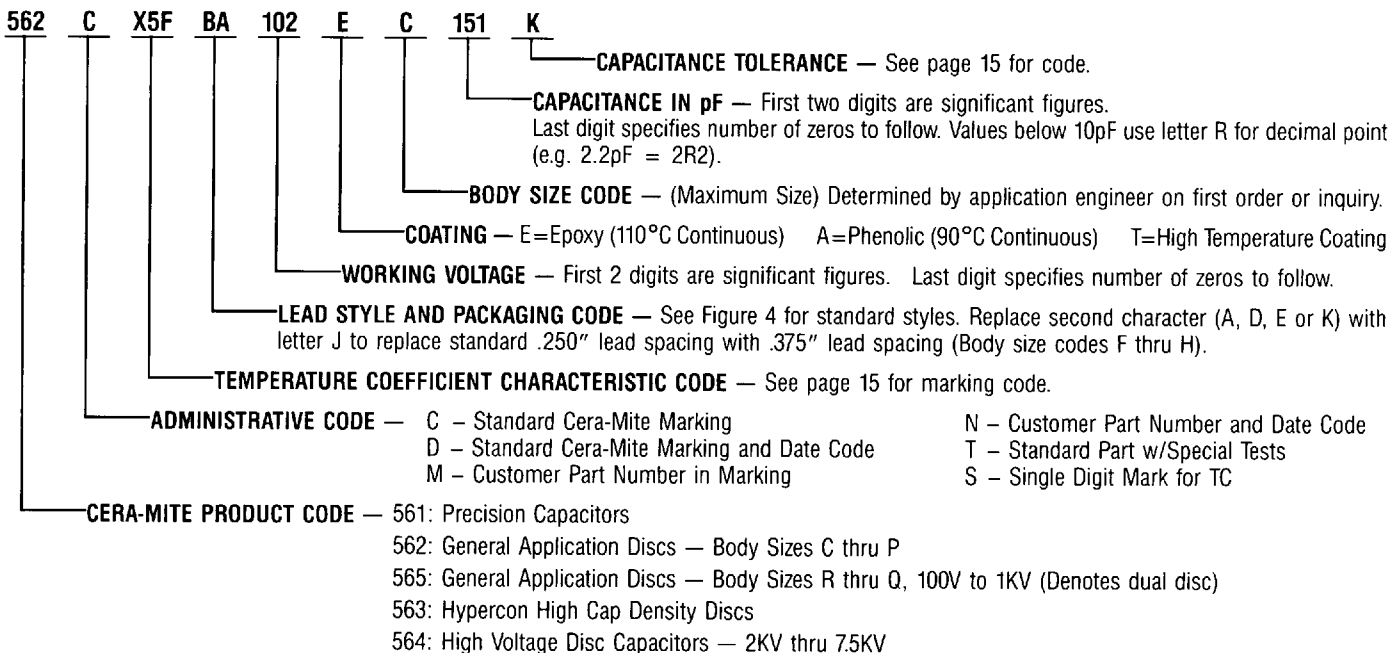 562 C X5F BA 102 E C 151 K
CAPACITANCE TOLERANCE — See page 15 for code.
CAPACITANCE IN pF — First two digits are significant figures.
Last digit specifies number of zeros to follow. Values below 10pF use letter R for decimal point
(e.g. 2.2pF = 2R2).
BODY SIZE CODE — (Maximum Size) Determined by application engineer on first order or inquiry.
COATING — E=Epoxy (110°C Continuous) A=Phenolic (90°C Continuous) T=High Temperature Coating
WORKING VOLTAGE — First 2 digits are significant figures. Last digit specifies number of zeros to follow.
LEAD STYLE AND PACKAGING CODE — See Figure 4 for standard styles. Replace second character (A, D, E or K) with
letter J to replace standard .250″ lead spacing with .375″ lead spacing (Body size codes F thru H).
TEMPERATURE COEFFICIENT CHARACTERISTIC CODE — See page 15 for marking code.
ADMINISTRATIVE CODE — C – Standard Cera-Mite Marking N – Customer Part Number and Date Code
D – Standard Cera-Mite Marking and Date Code T – Standard Part w/Special Tests
M – Customer Part Number in Marking S – Single Digit Mark for TC
CERA-MITE PRODUCT CODE — 561: Precision Capacitors
562: General Application Discs — Body Sizes C thru P
565: General Application Discs — Body Sizes R thru Q, 100V to 1KV (Denotes dual disc)
563: Hypercon High Cap Density Discs
564: High Voltage Disc Capacitors — 2KV thru 7.5KV